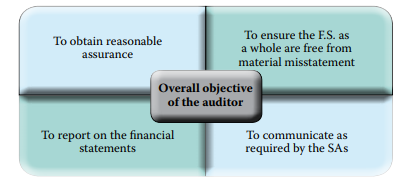 To obtain reasonable
assurance
To ensure the F.S. as
a whole are free from
material misstatement
Overall objective
of the auditor
To report on the financial
statements
To communicate as
required by the SAs